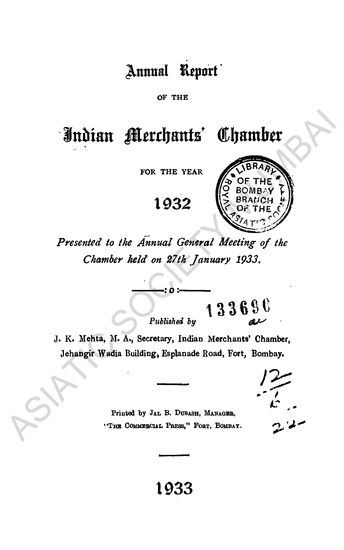 Annual Report
OF THE
Indian Merchants' Chamber
FOR THE YEAR
1932
LIBRARY
OF THE
BOMBAY
BRANCH
OF THE
ROYAL ASIATIC SOCIETY
Presented to the Annual General Meeting of the
Chamber held on 27th January 1933.
:o:
133690
Published by
J. K. Mehta, M. A., Secretary, Indian Merchants' Chamber,
Jehangir Wadia Building, Esplanade Road, Fort, Bombay.
12
6
22
Printed by JAL B. DUBASH, MANAGER,
"THE COMMERCIAL PRESS," FORT, BOMBAY.
1933
ASIATIC SOCIETY MUMBAI